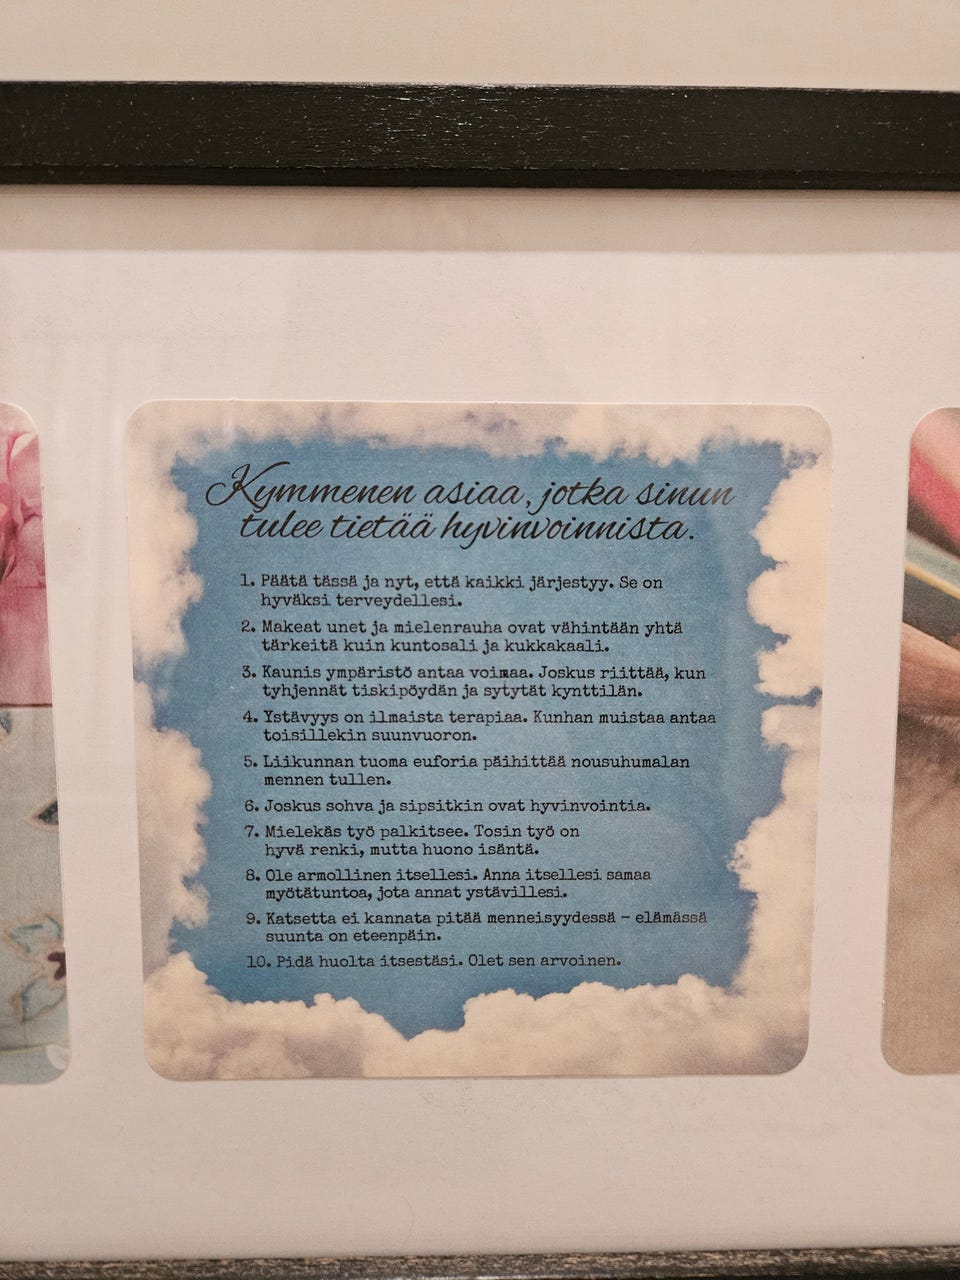 Kymmenen asiaa, jotka sinun
tulee tietää hyvinvoinnista.
1. Päätä tässä ja nyt, että kaikki järjestyy. Se on
hyväksi terveydellesi.
2. Makeat unet ja mielenrauha ovat vähintään yhtä
tärkeitä kuin kuntosali ja kukkakaali.
3. Kaunis ympäristö antaa voimaa. Joskus riittää, kun
tyhjennät tiskipöydän ja sytytät kynttilän.
4. Ystävyys on ilmaista terapiaa. Kunhan muistaa antaa
toisillekin suunvuoron.
5. Liikunnan tuoma euforia päihittää nousuhumalan
mennen tullen.
6. Joskus sohva ja sipsitkin ovat hyvinvointia.
7. Mielekäs työ palkitsee. Tosin työ on
hyvä renki, mutta huono isäntä.
8. Ole armollinen itsellesi. Anna itsellesi samaa
myötätuntoa, jota annat ystävillesi.
9. Katsetta ei kannata pitää menneisyydessä – elämässä
suunta on eteenpäin.
10. Pidä huolta itsestäsi. Olet sen arvoinen.